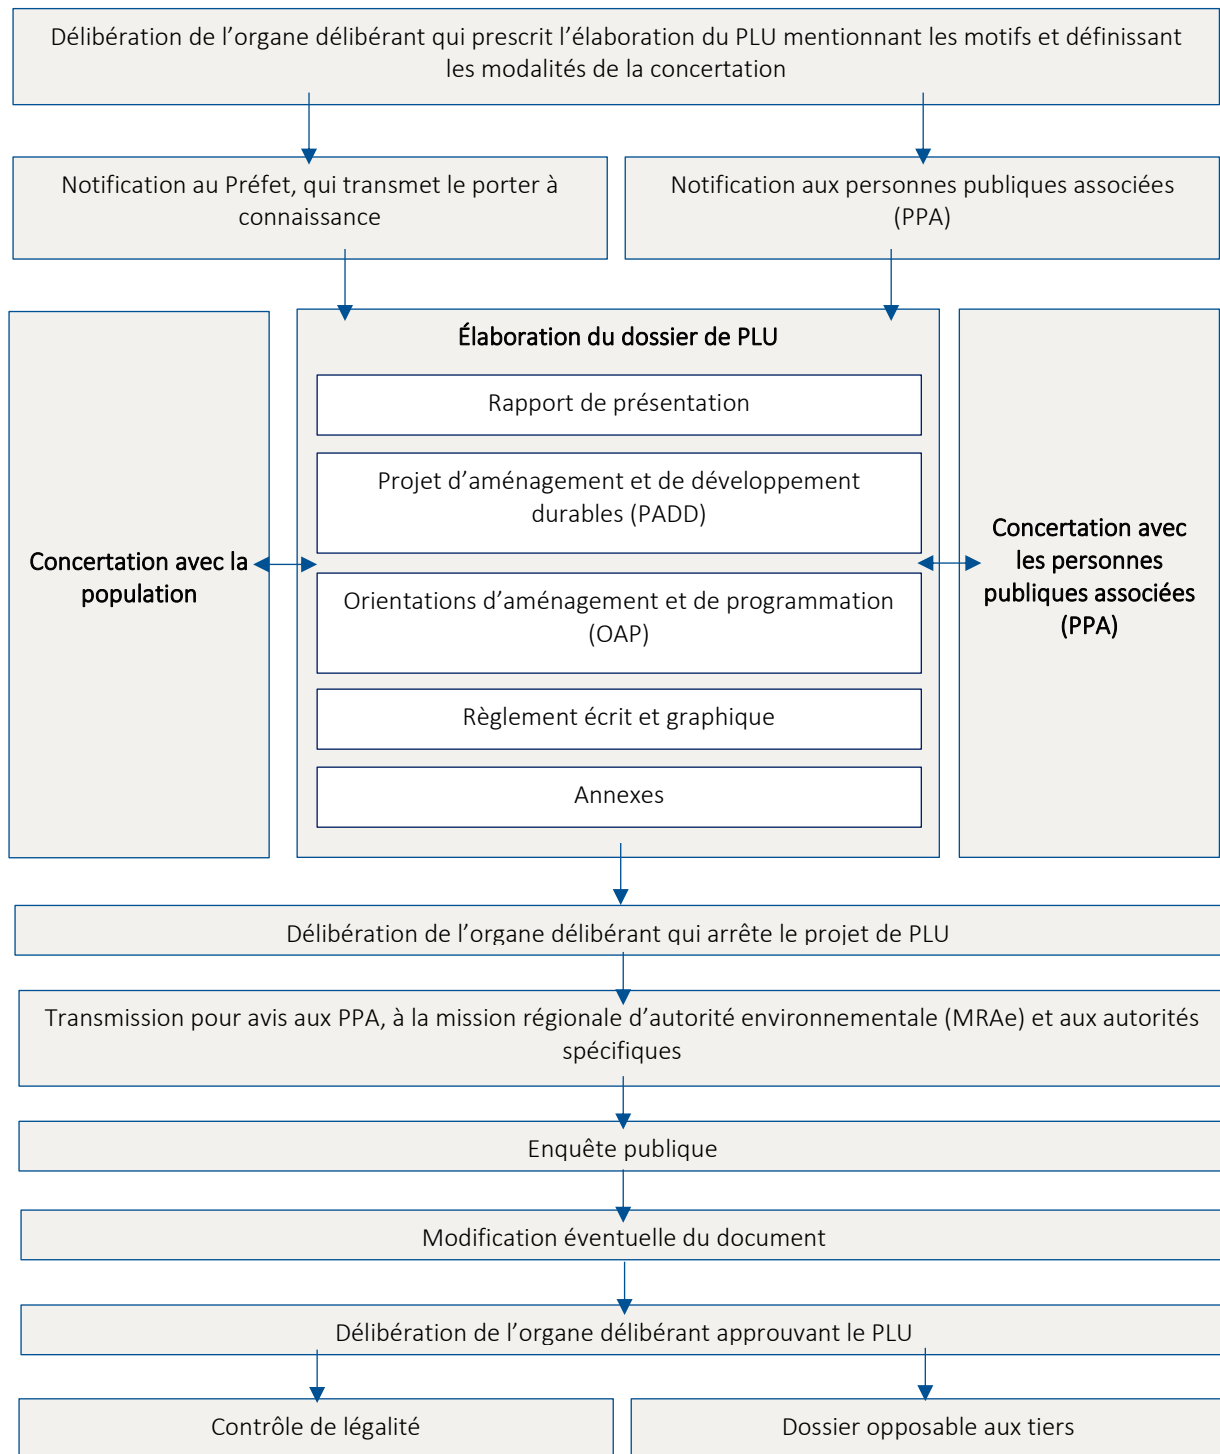 Délibération de l’organe délibérant qui prescrit l’élaboration du PLU mentionnant les motifs et définissant
les modalités de la concertation
Notification au Préfet, qui transmet le porter à
connaissance
Notification aux personnes publiques associées
(PPA)
Élaboration du dossier de PLU
Rapport de présentation
Projet d’aménagement et de développement
durables (PADD)
Orientations d’aménagement et de programmation
(OAP)
Règlement écrit et graphique
Annexes
Concertation avec la
population
Concertation avec
les personnes
publiques associées
(PPA)
Délibération de l’organe délibérant qui arrête le projet de PLU
Transmission pour avis aux PPA, à la mission régionale d’autorité environnementale (MRAe) et aux autorités
spécifiques
Enquête publique
Modification éventuelle du document
Délibération de l’organe délibérant approuvant le PLU
Contrôle de légalité
Dossier opposable aux tiers